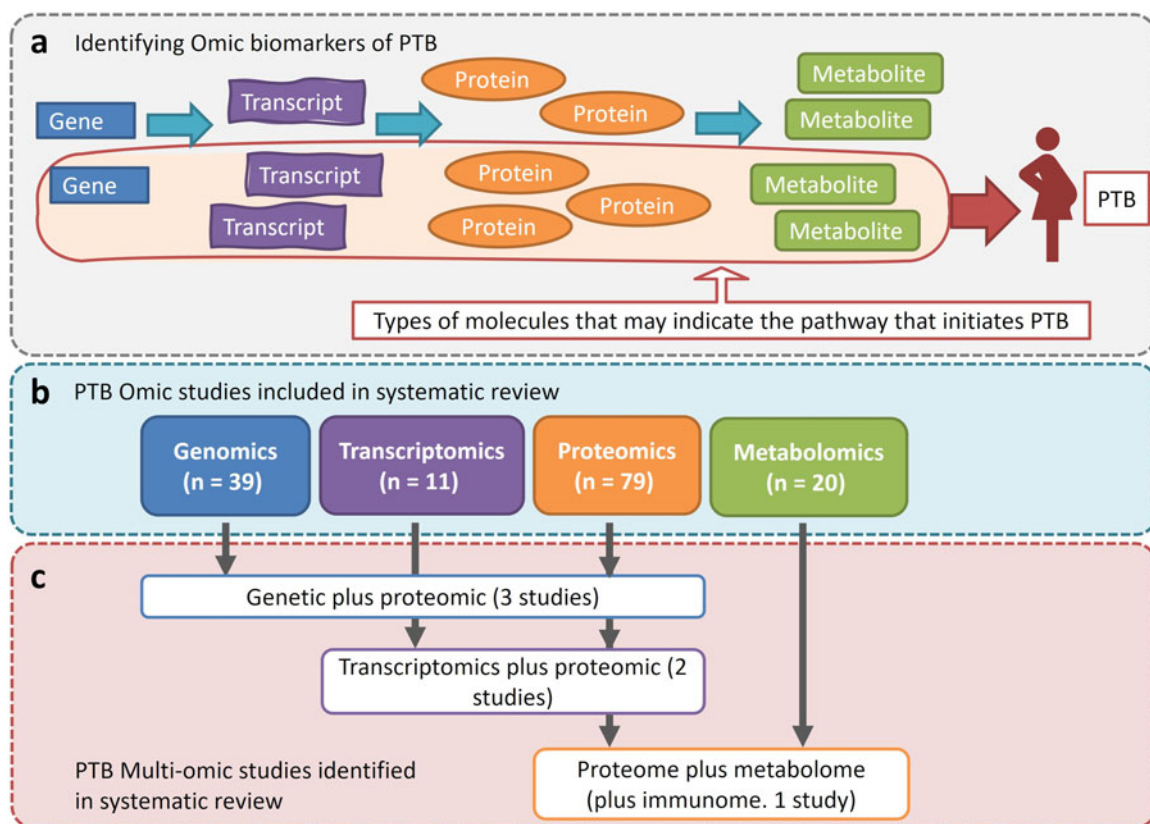 a Identifying Omic biomarkers of PTB
Gene
Transcript
Protein
Protein
Metabolite
Metabolite
Gene
Transcript
Transcript
Protein
Protein
Protein
Metabolite
Metabolite
PTB
Types of molecules that may indicate the pathway that initiates PTB
b PTB Omic studies included in systematic review
Genomics
(n = 39)
Transcriptomics
(n = 11)
Proteomics
(n = 79)
Metabolomics
(n = 20)
c
Genetic plus proteomic (3 studies)
Transcriptomics plus proteomic (2
studies)
Proteome plus metabolome
(plus immunome. 1 study)
PTB Multi-omic studies identified
in systematic review